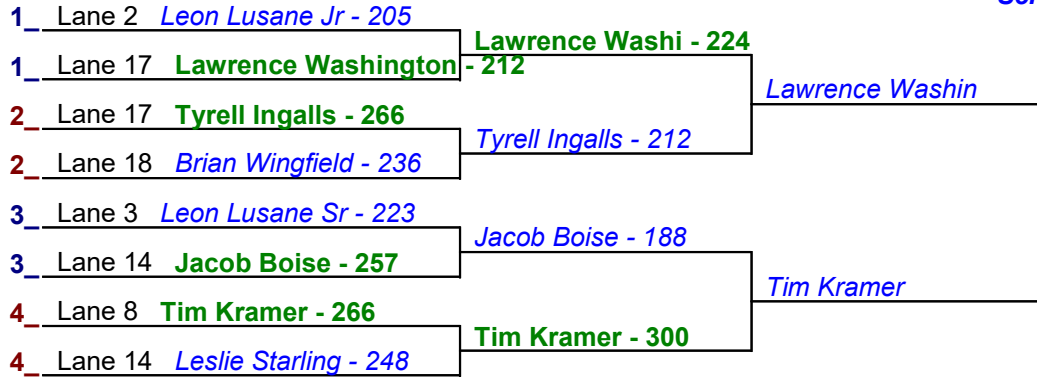 1_ Lane 2 Leon Lusane Jr - 205
Lawrence Washi - 224
1_ Lane 17 Lawrence Washington - 212
Lawrence Washin
2_ Lane 17 Tyrell Ingalls - 266
Tyrell Ingalls - 212
2_ Lane 18 Brian Wingfield - 236
3_ Lane 3 Leon Lusane Sr - 223
Jacob Boise - 188
3_ Lane 14 Jacob Boise - 257
Tim Kramer
4_ Lane 8 Tim Kramer - 266
Tim Kramer - 300
4_ Lane 14 Leslie Starling - 248